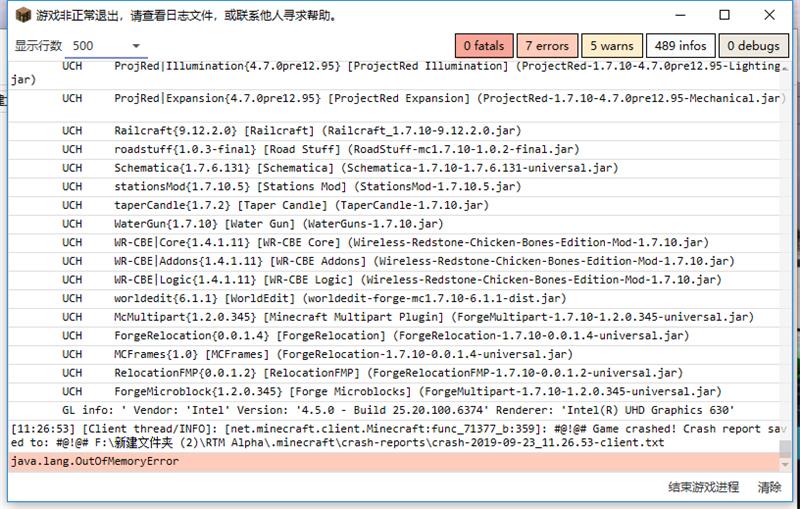 游戏非正常退出，请查看日志文件，或联系他人寻求帮助。
显示行数 500 0 fatals 7 errors 5 warns 489 infos 0 debugs
UCH ProjRed|Illumination{4.7.0pre12.95} [ProjectRed Illumination] (ProjectRed-1.7.10-4.7.0pre12.95-Lighting.
jar)
UCH ProjRed|Expansion{4.7.0pre12.95} [ProjectRed Expansion] (ProjectRed-1.7.10-4.7.0pre12.95-Mechanical.jar)
UCH Railcraft{9.12.2.0} [Railcraft] (Railcraft_1.7.10-9.12.2.0.jar)
UCH roadstuff{1.0.3-final} [Road Stuff] (RoadStuff-mc1.7.10-1.0.2-final.jar)
UCH Schematica{1.7.6.131} [Schematica] (Schematica-1.7.10-1.7.6.131-universal.jar)
UCH stationsMod{1.7.10.5} [Stations Mod] (StationsMod-1.7.10.5.jar)
UCH taperCandle{1.7.2} [Taper Candle] (TaperCandle-1.7.10.jar)
UCH WaterGun{1.7.10} [Water Gun] (WaterGuns-1.7.10.jar)
UCH WR-CBE|Core{1.4.1.11} [WR-CBE Core] (Wireless-Redstone-Chicken-Bones-Edition-Mod-1.7.10.jar)
UCH WR-CBE|Addons{1.4.1.11} [WR-CBE Addons] (Wireless-Redstone-Chicken-Bones-Edition-Mod-1.7.10.jar)
UCH WR-CBE|Logic{1.4.1.11} [WR-CBE Logic] (Wireless-Redstone-Chicken-Bones-Edition-Mod-1.7.10.jar)
UCH worldedit{6.1.1} [WorldEdit] (worldedit-forge-mc1.7.10-6.1.1-dist.jar)
UCH McMultipart{1.2.0.345} [Minecraft Multipart Plugin] (ForgeMultipart-1.7.10-1.2.0.345-universal.jar)
UCH ForgeRelocation{0.0.1.4} [ForgeRelocation] (ForgeRelocation-1.7.10-0.0.1.4-universal.jar)
UCH MCFrames{1.0} [MCFrames] (ForgeRelocation-1.7.10-0.0.1.4-universal.jar)
UCH RelocationFMP{0.0.1.2} [RelocationFMP] (ForgeRelocationFMP-1.7.10-0.0.1.2-universal.jar)
UCH ForgeMicroblock{1.2.0.345} [Forge Microblocks] (ForgeMultipart-1.7.10-1.2.0.345-universal.jar)
GL info: ' Vendor: 'Intel' Version: '4.5.0 - Build 25.20.100.6374' Renderer: 'Intel(R) UHD Graphics 630'
[11:26:53] [Client thread/INFO]: [net.minecraft.client.Minecraft:func_71377_b:359]: #@!@# Game crashed! Crash report sav
ed to: #@!@# F:\新建文件夹 (2)\RTM Alpha\.minecraft\crash-reports\crash-2019-09-23_11.26.53-client.txt
java.lang.OutOfMemoryError
结束游戏进程 清除